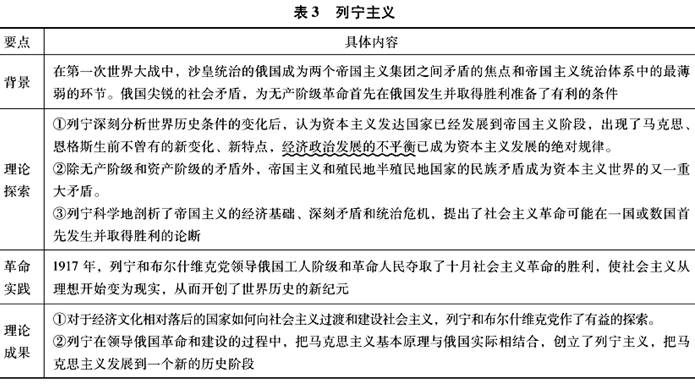 表3 列宁主义
要点
具体内容
背景
在第一次世界大战中，沙皇统治的俄国成为两个帝国主义集团之间矛盾的焦点和帝国主义统治体系中的最薄
弱的环节。俄国尖锐的社会矛盾，为无产阶级革命首先在俄国发生并取得胜利准备了有利的条件
理论
探索
①列宁深刻分析世界历史条件的变化后，认为资本主义发达国家已经发展到帝国主义阶段，出现了马克思、
恩格斯生前不曾有的新变化、新特点，经济政治发展的不平衡已成为资本主义发展的绝对规律。
②除无产阶级和资产阶级的矛盾外，帝国主义和殖民地半殖民地国家的民族矛盾成为资本主义世界的又一重
大矛盾。
③列宁科学地剖析了帝国主义的经济基础、深刻矛盾和统治危机，提出了社会主义革命可能在一国或数国首
先发生并取得胜利的论断
革命
实践
1917年，列宁和布尔什维克党领导俄国工人阶级和革命人民夺取了十月社会主义革命的胜利，使社会主义从
理想开始变为现实，从而开创了世界历史的新纪元
理论
成果
①对于经济文化相对落后的国家如何向社会主义过渡和建设社会主义，列宁和布尔什维克党作了有益的探索。
②列宁在领导俄国革命和建设的过程中，把马克思主义基本原理与俄国实际相结合，创立了列宁主义，把马
克思主义发展到一个新的历史阶段